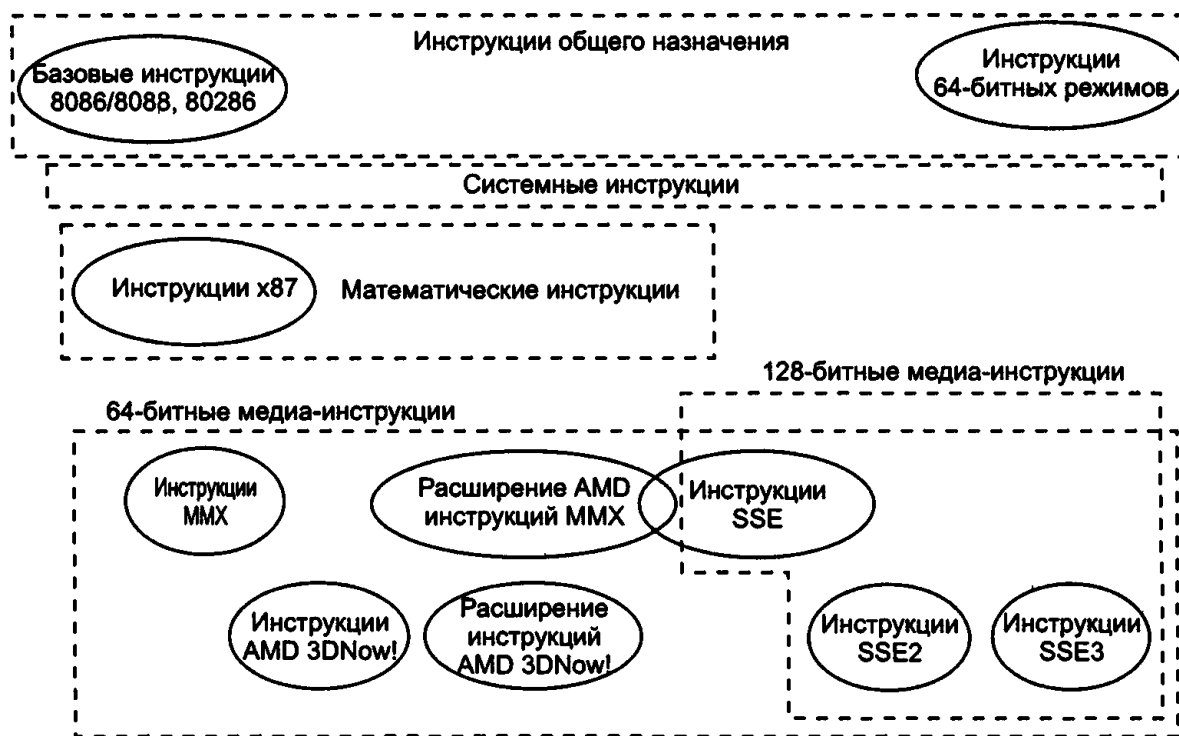 Инструкции общего назначения
Базовые инструкции
8086/8088, 80286
Инструкции
64-битных режимов
Системные инструкции
Инструкции x87
Математические инструкции
128-битные медиа-инструкции
64-битные медиа-инструкции
Инструкции
MMX
Расширение AMD
инструкций MMX
Инструкции
SSE
Инструкции
AMD 3DNow!
Расширение
инструкций
AMD 3DNow!
Инструкции
SSE2
Инструкции
SSE3